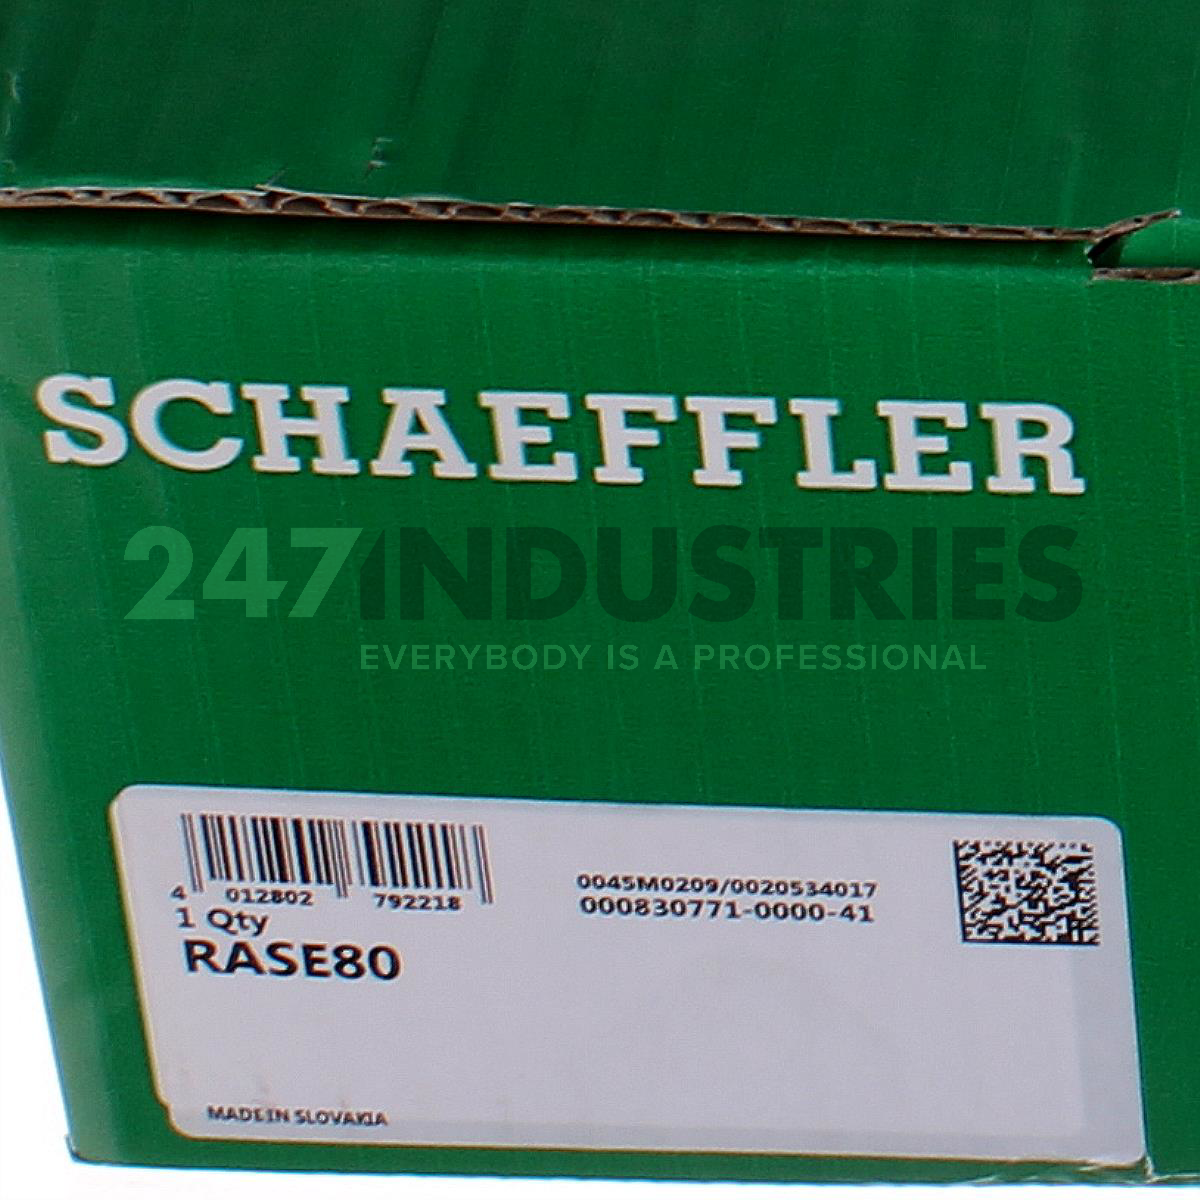 SCHAEFFLER
247INDUSTRIES
EVERYBODY IS A PROFESSIONAL
4 012802 792218
0045M0209/0020534017
000830771-0000-41
1 Qty
RASE80
MADE IN SLOVAKIA